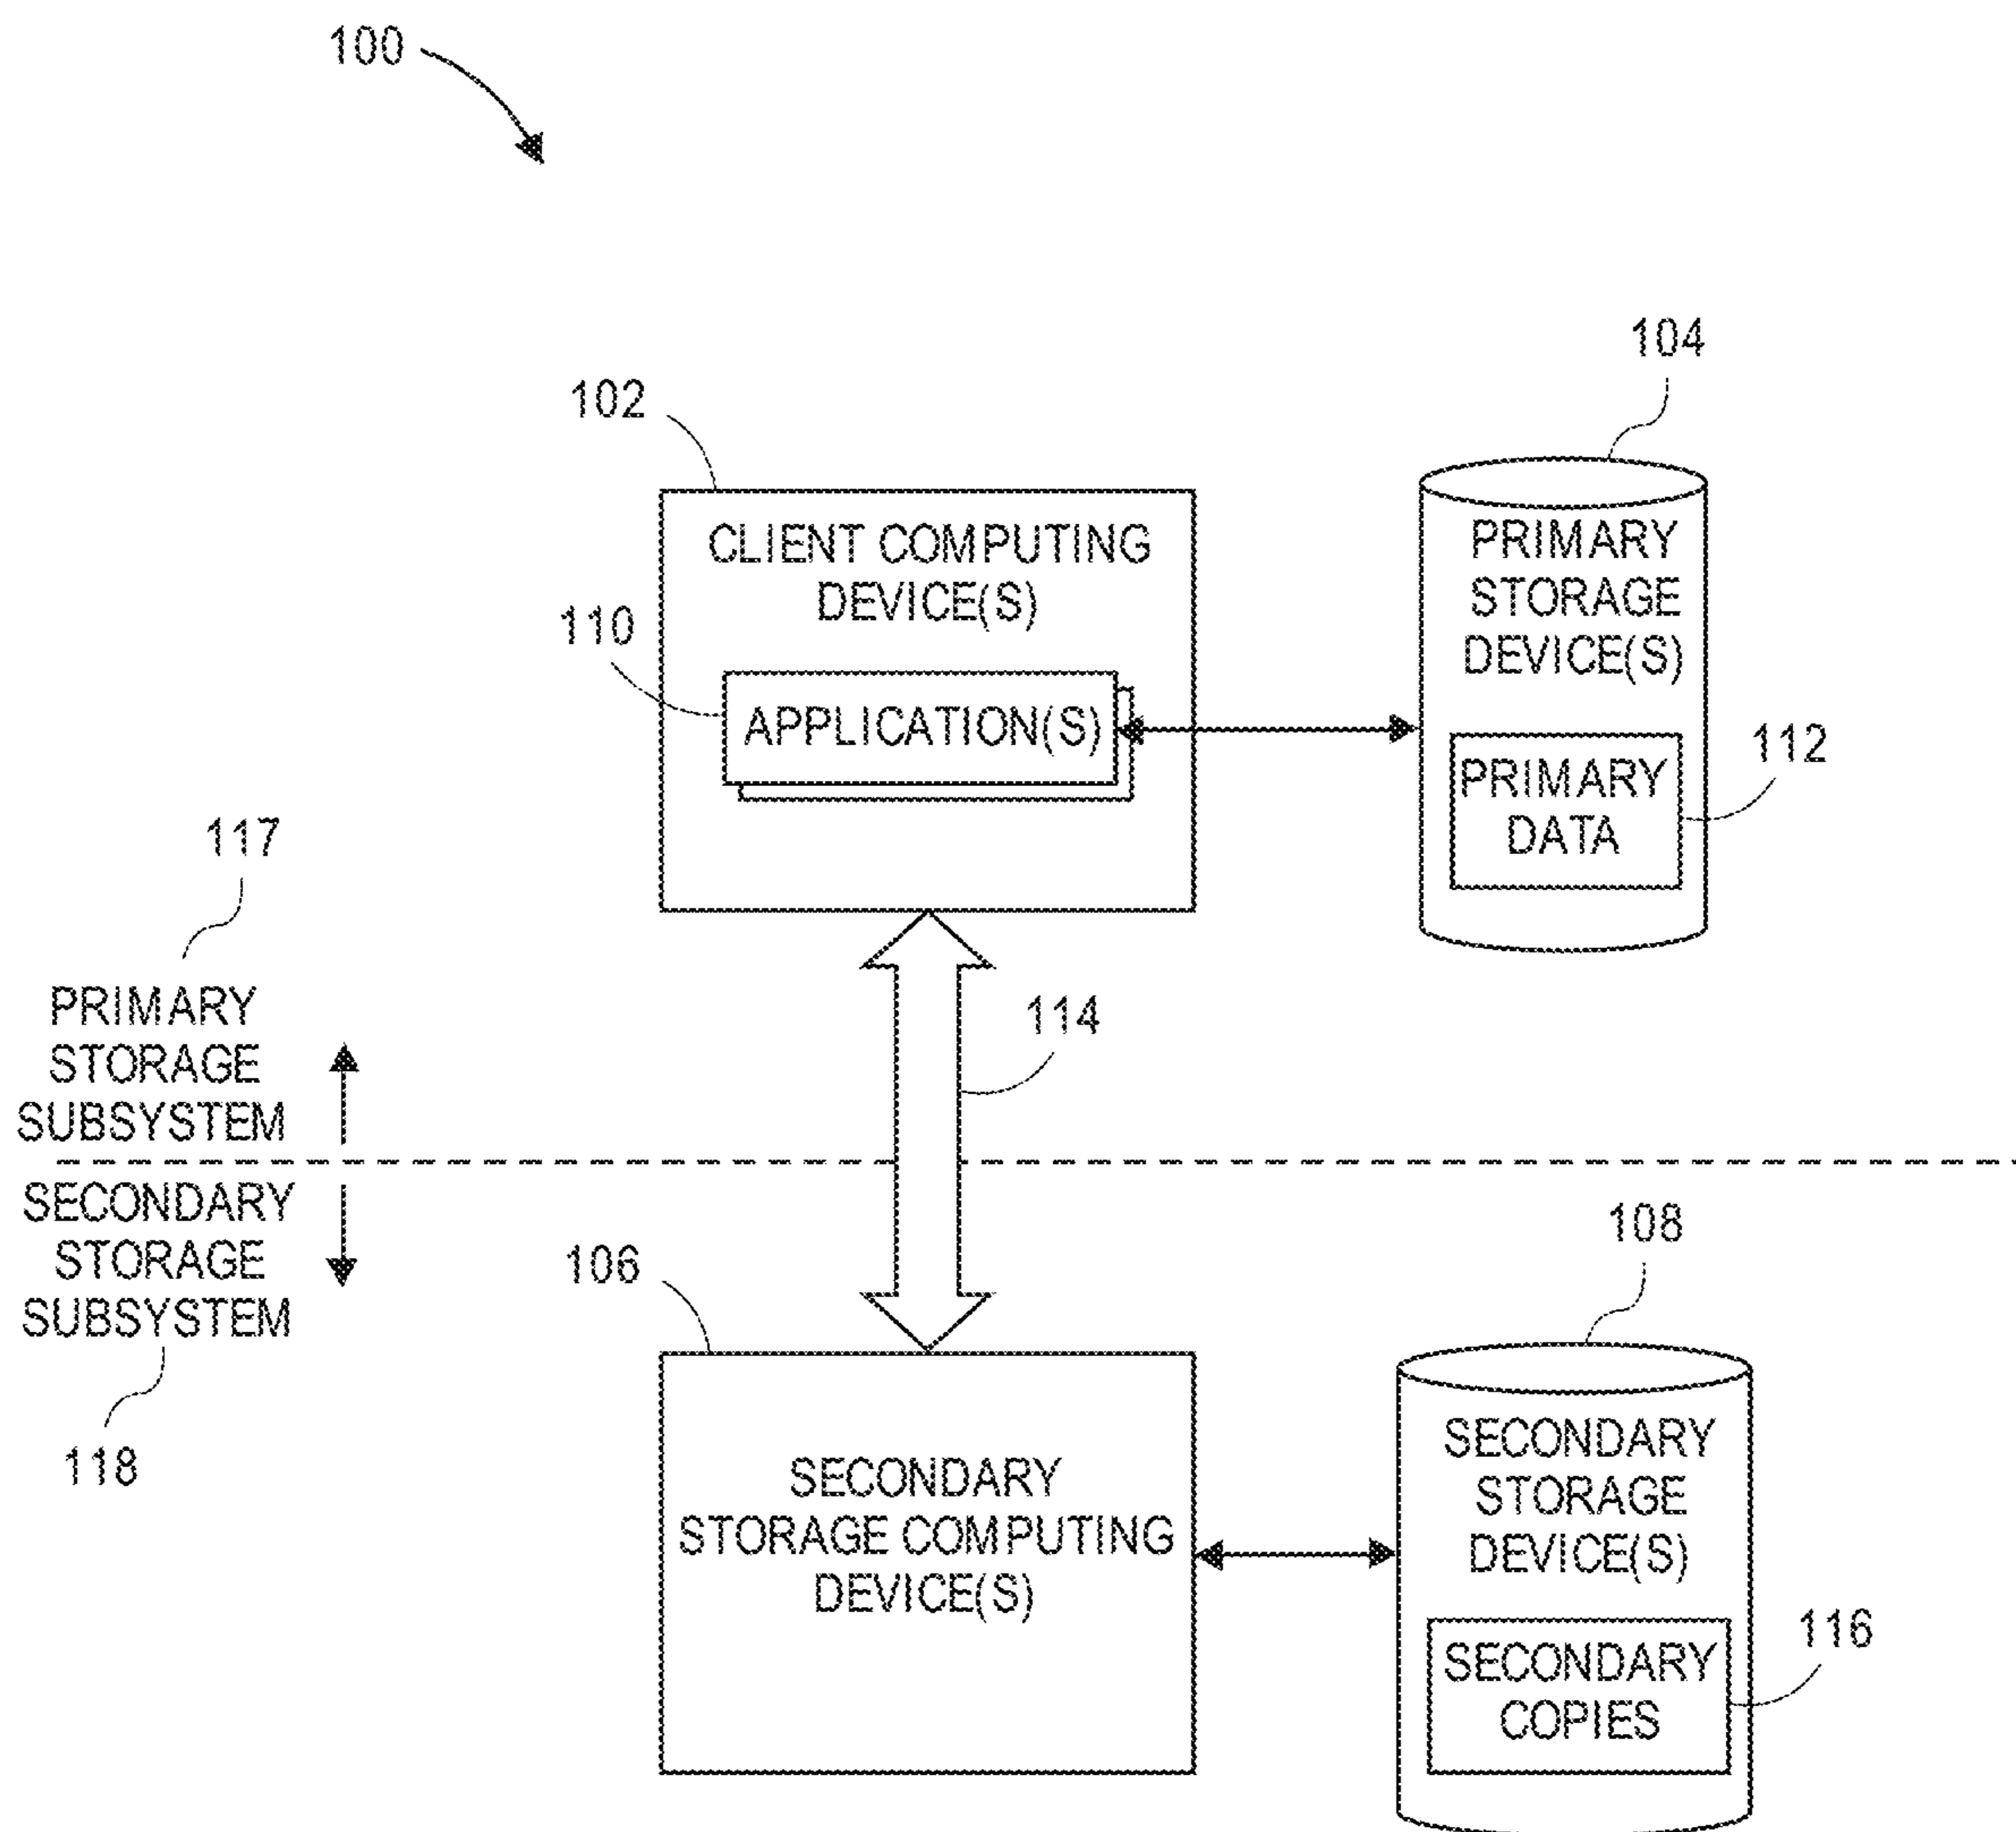 100
104
102
CLIENT COMPUTING
DEVICE(S)
PRIMARY
STORAGE
DEVICE(S)
110
APPLICATION(S)
112
PRIMARY
DATA
117
PRIMARY
STORAGE
SUBSYSTEM
114
SECONDARY
STORAGE
SUBSYSTEM
118
108
106
SECONDARY
STORAGE COMPUTING
DEVICE(S)
SECONDARY
STORAGE
DEVICE(S)
116
SECONDARY
COPIES